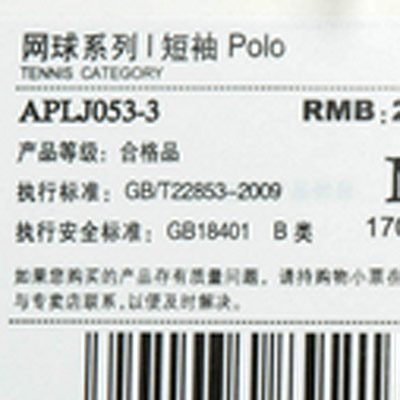 网球系列 | 短袖 Polo
TENNIS CATEGORY
APLJ053-3 RMB:2
产品等级：合格品
执行标准：GB/T22853-2009
执行安全标准：GB18401 B 类
170
如果您购买的产品存有质量问题，请持购物小票在
与专卖店联系，以便及时解决。